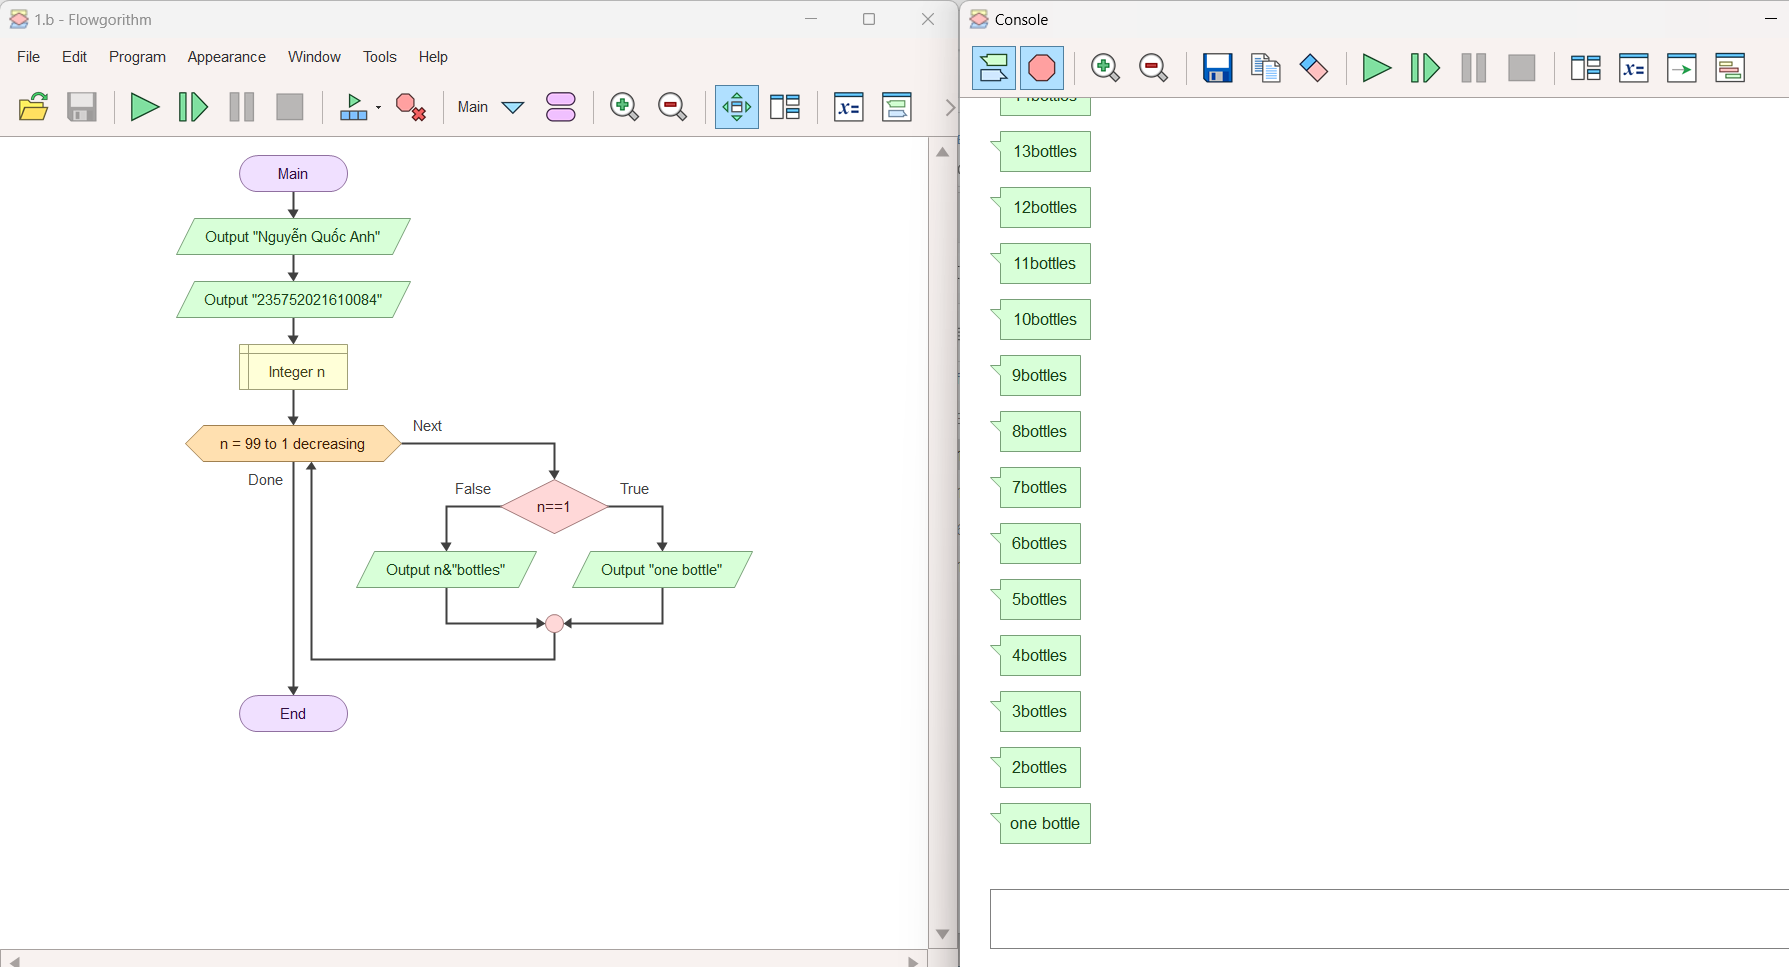 1.b - Flowgorithm
File Edit Program Appearance Window Tools Help
Main
x=
Main
Output "Nguyễn Quốc Anh"
Output "235752021610084"
Integer n
n = 99 to 1 decreasing
Next
Done
False
True
n==1
Output n&"bottles"
Output "one bottle"
End
Console
x=
13bottles
12bottles
11bottles
10bottles
9bottles
8bottles
7bottles
6bottles
5bottles
4bottles
3bottles
2bottles
one bottle